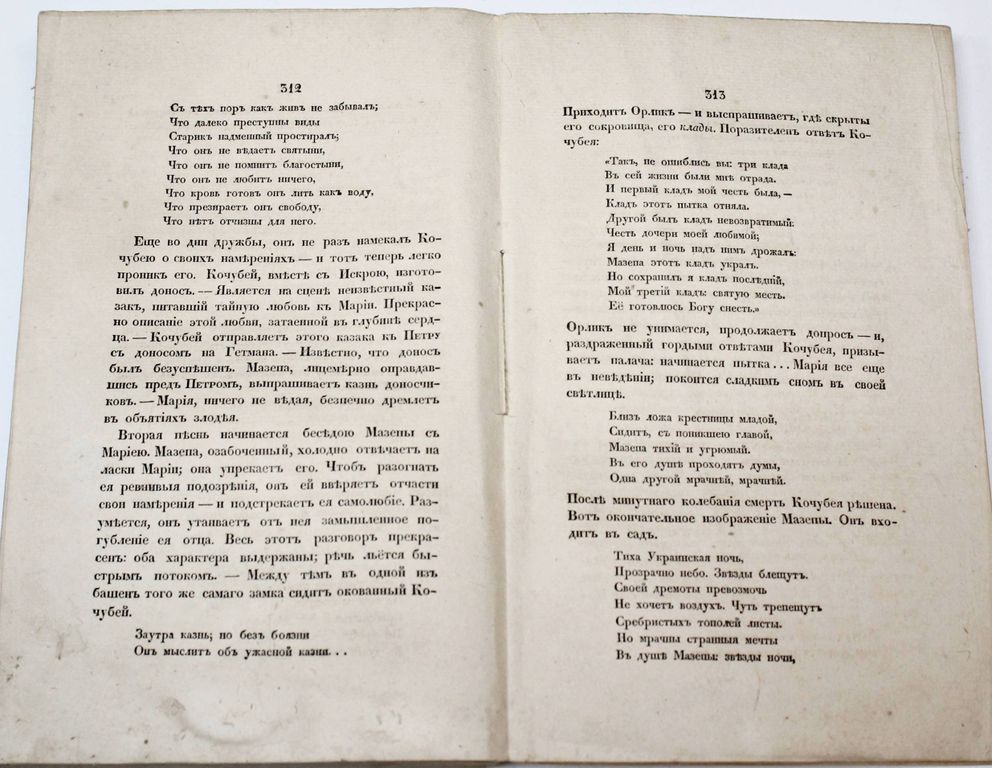 312
Съ тѣхъ поръ какъ живъ не забывалъ;
Что далеко преступны виды
Старикъ надменный простиралъ;
Что онъ не вѣдаетъ святыни,
Что онъ не помнитъ благостыни,
Что онъ не любитъ ничего,
Что кровь готовъ онъ лить какъ воду,
Что презираетъ онъ свободу,
Что нѣтъ отчизны для него.
Еще во дни дружбы, онъ не разъ намекалъ Ко-
чубею о своихъ намѣреніяхъ — и тотъ теперь легко
проникъ его. Кочубей, вмѣстѣ съ Искрою, изгото-
вилъ доносъ. — Является на сценѣ неизвѣстный ка-
закъ, питавшій тайную любовь къ Маріи. Прекрас-
но описаніе этой любви, затаенной въ глубинѣ серд-
ца. — Кочубей отправляетъ этого казака къ Петру
съ доносомъ на Гетмана. — Извѣстно, что доносъ
былъ безуспѣшенъ. Мазепа, лицемѣрно оправдав-
шись предъ Петромъ, выпрашиваетъ казнь доносчи-
ковъ. — Марія, ничего не вѣдая, безпечно дремлетъ
въ объятіяхъ злодѣя.
Вторая пѣснь начинается бесѣдою Мазепы съ
Маріею. Мазепа, озабоченный, холодно отвѣчаетъ на
ласки Маріи; она упрекаетъ его. Чтобъ разогнать
ея ревнивыя подозрѣнія, онъ ей ввѣряетъ отчасти
свои намѣренія — и подстрекаетъ ея самолюбіе. Раз-
умѣется, онъ утаиваетъ отъ нея замышленное по-
губленіе ея отца. Весь этотъ разговоръ прекра-
сенъ: оба характера выдержаны; рѣчь льётся бы-
стрымъ потокомъ. — Между тѣмъ въ одной изъ
башенъ того же самаго замка сидитъ окованный Ко-
чубей.
Заутра казнь; но безъ боязни
Онъ мыслитъ объ ужасной казни. . .
313
Приходитъ Орликъ — и выспрашиваетъ, гдѣ скрыты
его сокровища, его клады. Поразителенъ отвѣтъ Ко-
чубея:
«Такъ, не ошиблись вы: три клада
Въ сей жизни были мнѣ отрада.
И первый кладъ мой честь была, —
Кладъ этотъ пытка отняла.
Другой былъ кладъ невозвратимый:
Честь дочери моей любимой;
Я день и ночь надъ нимъ дрожалъ:
Мазепа этотъ кладъ укралъ.
Но сохранилъ я кладъ послѣдній,
Мой третій кладъ: святую месть.
Её готовлюсь Богу снесть.»
Орликъ не унимается, продолжаетъ допросъ — и,
раздраженный гордыми отвѣтами Кочубея, призы-
ваетъ палача: начинается пытка... Марія все еще
въ невѣдѣніи; покоится сладкимъ сномъ въ своей
свѣтлицѣ.
Близъ ложа крестницы младой,
Сидитъ, съ поникшею главой,
Мазепа тихій и угрюмый.
Въ его душѣ проходятъ думы,
Одна другой мрачнѣй, мрачнѣй.
Послѣ минутнаго колебанія смерть Кочубея рѣшена.
Вотъ окончательное изображеніе Мазепы. Онъ вхо-
дитъ въ садъ.
Тиха Украинская ночь,
Прозрачно небо. Звѣзды блещутъ.
Своей дремоты превозмочь
Не хочетъ воздухъ. Чуть трепещутъ
Сребристыхъ тополей листы.
Но мрачны странныя мечты
Въ душѣ Мазепы: звѣзды ночи,